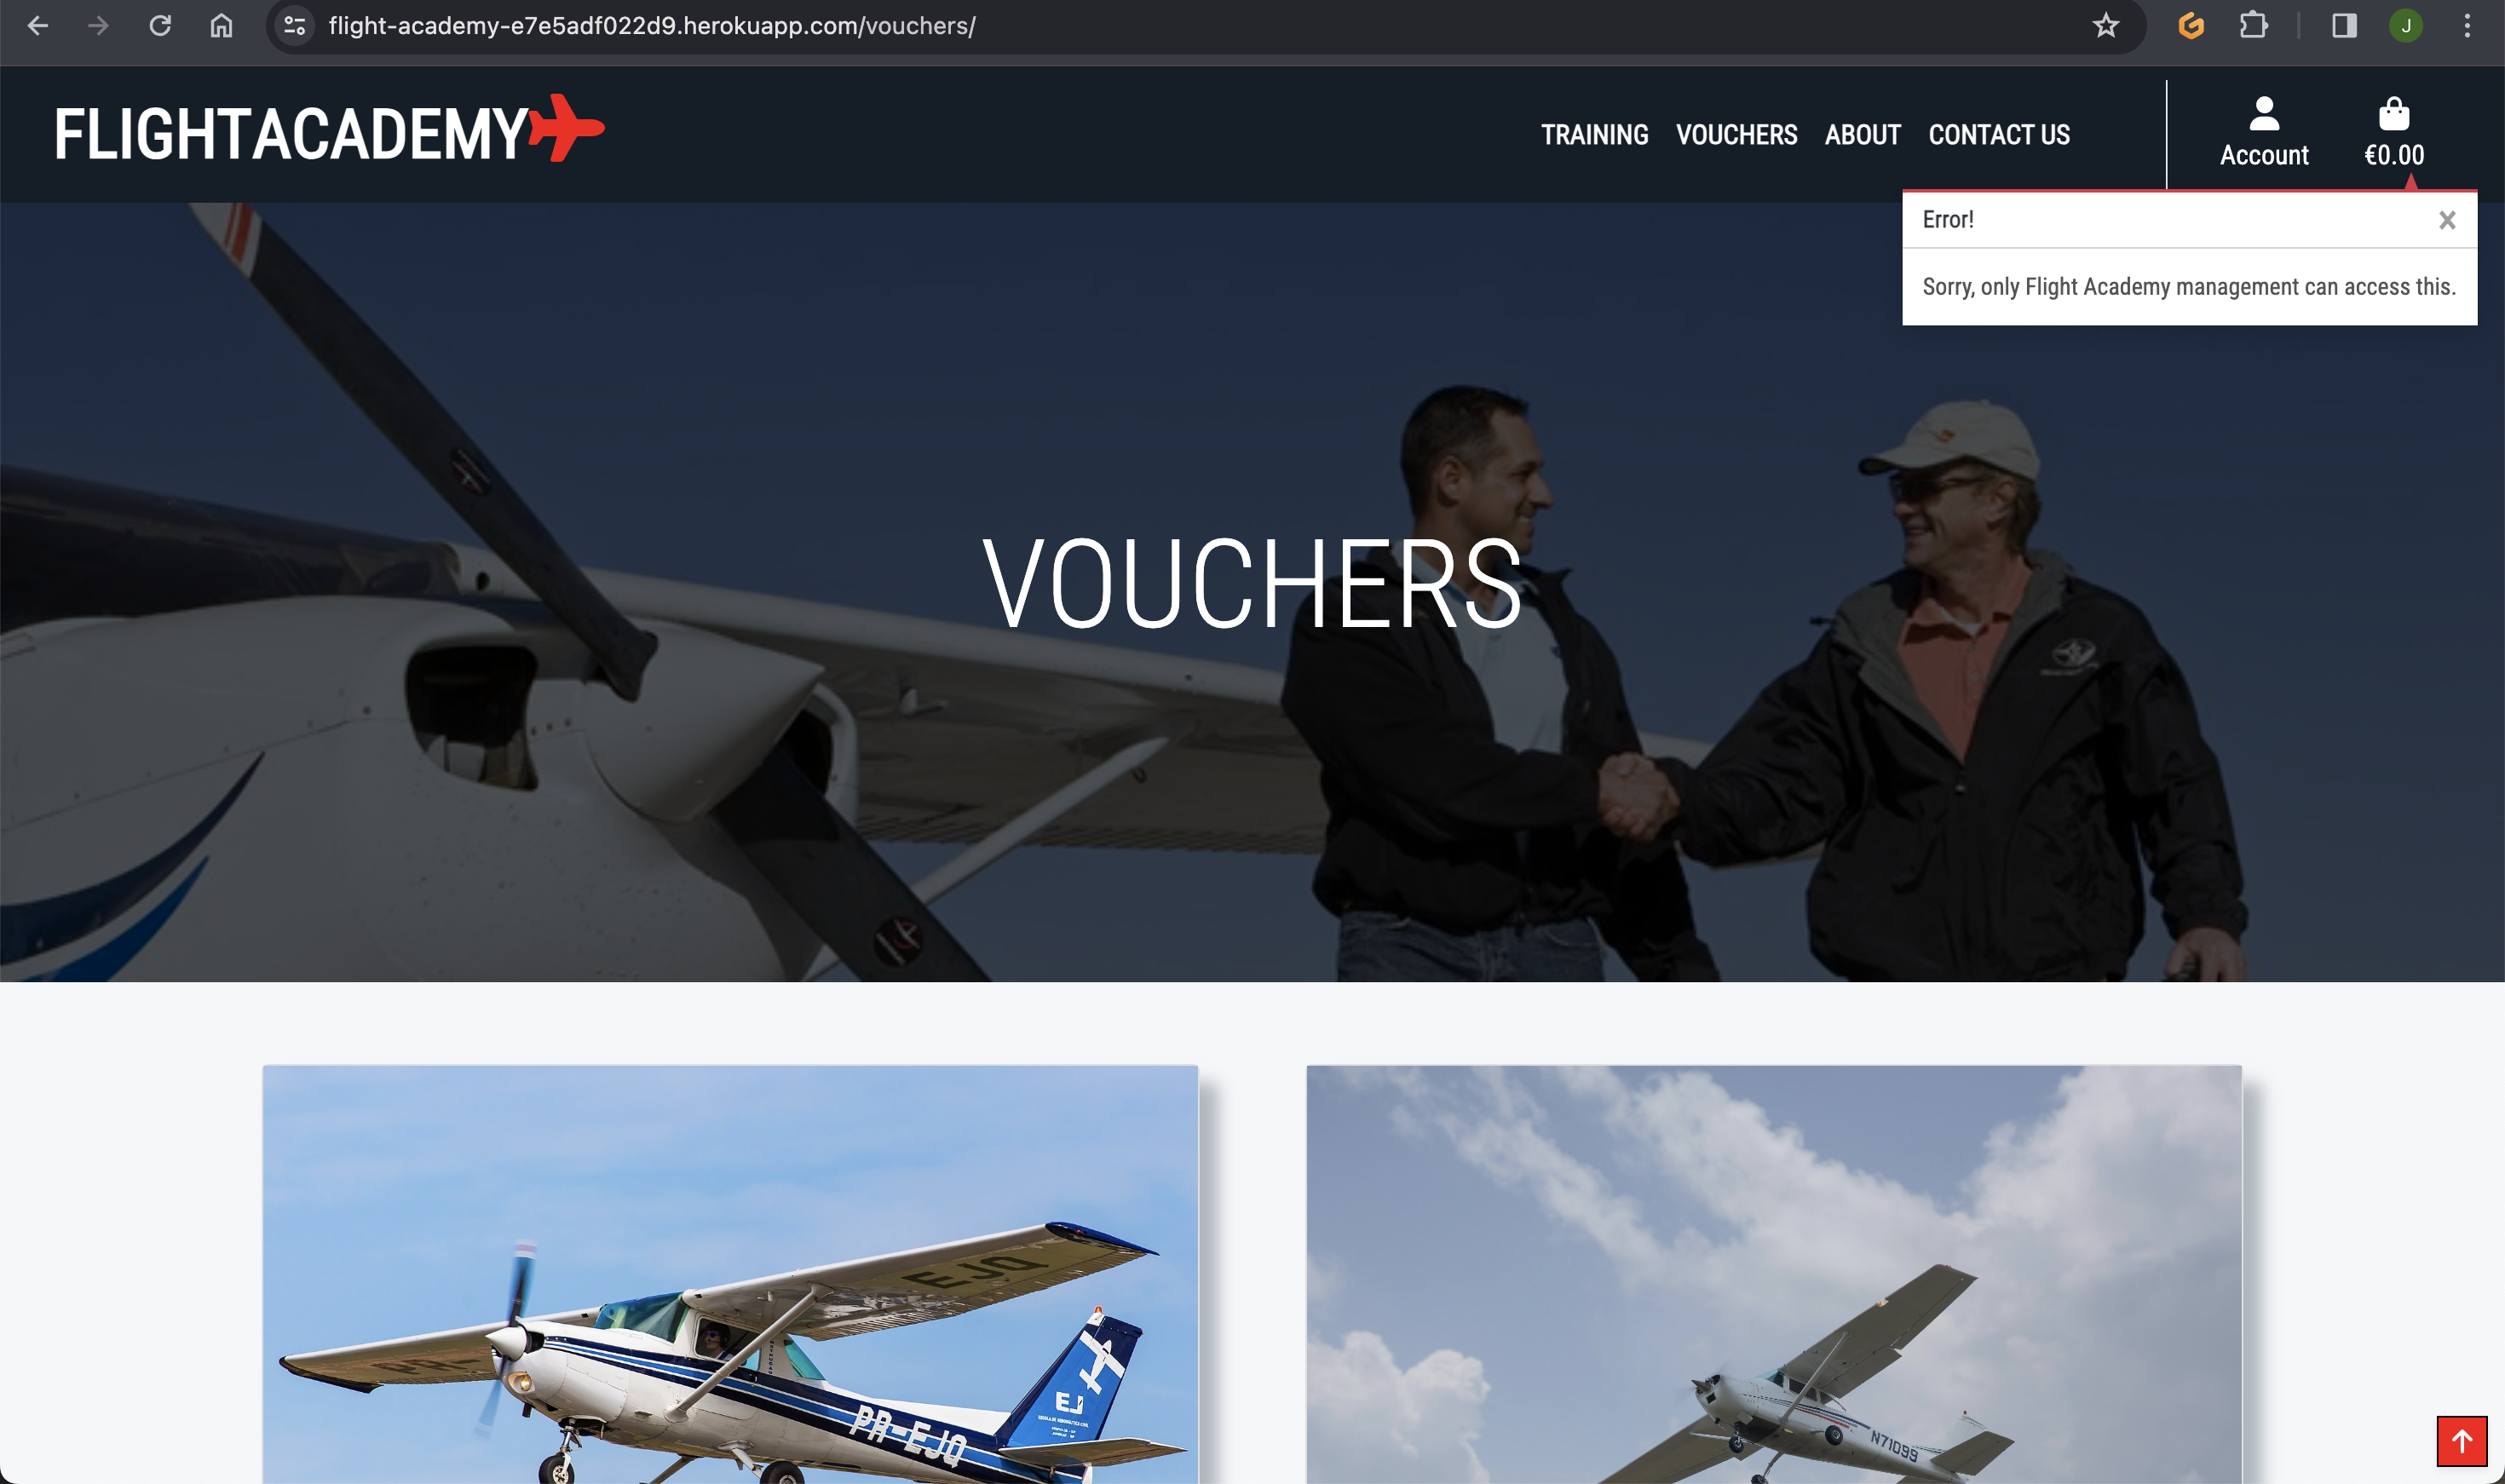 flight-academy-e7e5adf022d9.herokuapp.com/vouchers/
J
FLIGHTACADEMY
TRAINING VOUCHERS ABOUT CONTACT US
Account
€0.00
Error!
Sorry, only Flight Academy management can access this.
VOUCHERS
EJQ
PR-
EJ
PR-EJQ
N71099